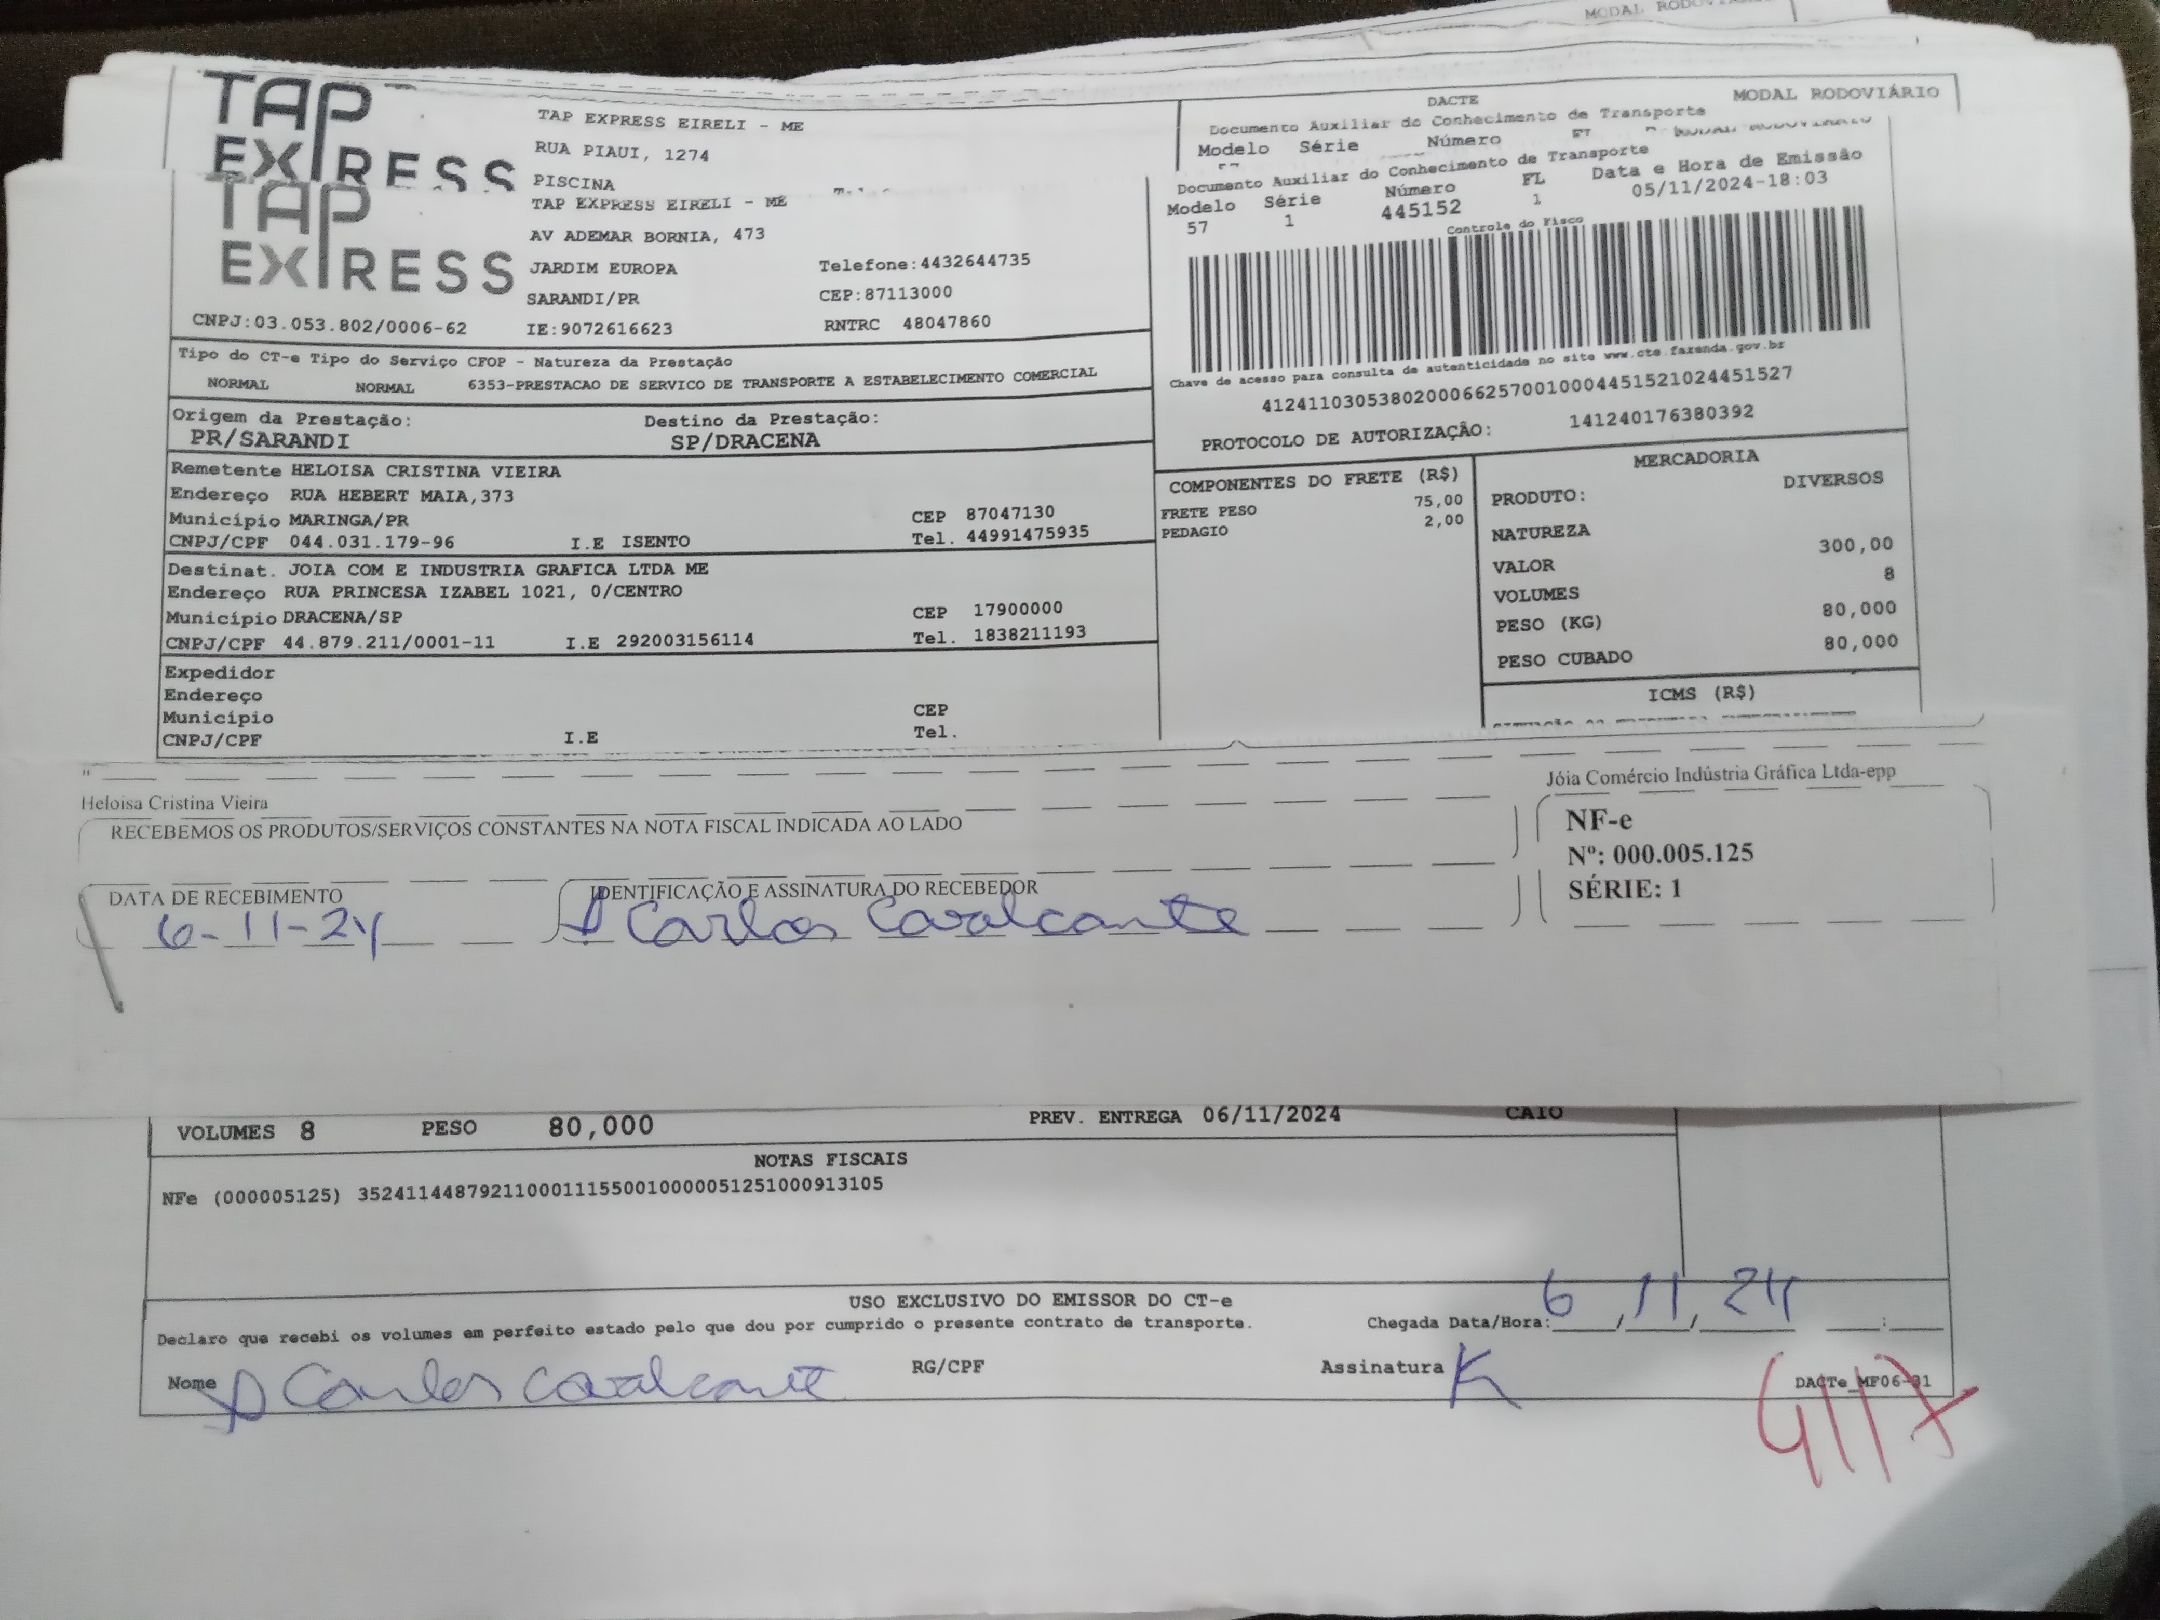 MODAL RODOVIÁRIO
TAP EXPRESS
TAP EXPRESS EIRELI - ME
RUA PIAUI, 1274
PISCINA
DACTE
MODAL RODOVIÁRIO
Documento Auxiliar do Conhecimento de Transporte
Modelo Série Número
TAP EXPRESS
TAP EXPRESS EIRELI - ME
AV ADEMAR BORNIA, 473
JARDIM EUROPA Telefone:4432644735
SARANDI/PR CEP:87113000
CNPJ:03.053.802/0006-62 IE:9072616623 RNTRC 48047860
Documento Auxiliar do Conhecimento de Transporte
Modelo Série Número FL Data e Hora de Emissão
57 1 445152 1 05/11/2024-18:03
Controle do Fisco
Chave de acesso para consulta de autenticidade no site www.cte.fazenda.gov.br
41241103053802000662570010004451521024451527
PROTOCOLO DE AUTORIZAÇÃO: 141240176380392
Tipo do CT-e Tipo do Serviço CFOP - Natureza da Prestação
NORMAL NORMAL 6353-PRESTACAO DE SERVICO DE TRANSPORTE A ESTABELECIMENTO COMERCIAL
Origem da Prestação: Destino da Prestação:
PR/SARANDI SP/DRACENA
Remetente HELOISA CRISTINA VIEIRA
Endereço RUA HEBERT MAIA,373
Município MARINGA/PR CEP 87047130
CNPJ/CPF 044.031.179-96 I.E ISENTO Tel. 44991475935
Destinat. JOIA COM E INDUSTRIA GRAFICA LTDA ME
Endereço RUA PRINCESA IZABEL 1021, 0/CENTRO
Município DRACENA/SP CEP 17900000
CNPJ/CPF 44.879.211/0001-11 I.E 292003156114 Tel. 1838211193
Expedidor
Endereço
Município CEP
CNPJ/CPF I.E Tel.
COMPONENTES DO FRETE (R$)
FRETE PESO 75,00
PEDAGIO 2,00
MERCADORIA
PRODUTO: DIVERSOS
NATUREZA
VALOR 300,00
VOLUMES 8
PESO (KG) 80,000
PESO CUBADO 80,000
ICMS (R$)
Heloisa Cristina Vieira
Jóia Comércio Indústria Gráfica Ltda-epp
RECEBEMOS OS PRODUTOS/SERVIÇOS CONSTANTES NA NOTA FISCAL INDICADA AO LADO
NF-e
Nº: 000.005.125
SÉRIE: 1
DATA DE RECEBIMENTO IDENTIFICAÇÃO E ASSINATURA DO RECEBEDOR
6-11-24 Carlos Cavalcante
VOLUMES 8 PESO 80,000 PREV. ENTREGA 06/11/2024 CAIO
NOTAS FISCAIS
NFe (000005125) 35241144879211000111550010000051251000913105
USO EXCLUSIVO DO EMISSOR DO CT-e
Declaro que recebi os volumes em perfeito estado pelo que dou por cumprido o presente contrato de transporte. Chegada Data/Hora: 6/11/24 :
Nome Carlos Cavalcante RG/CPF Assinatura
DACTe_MF06-01